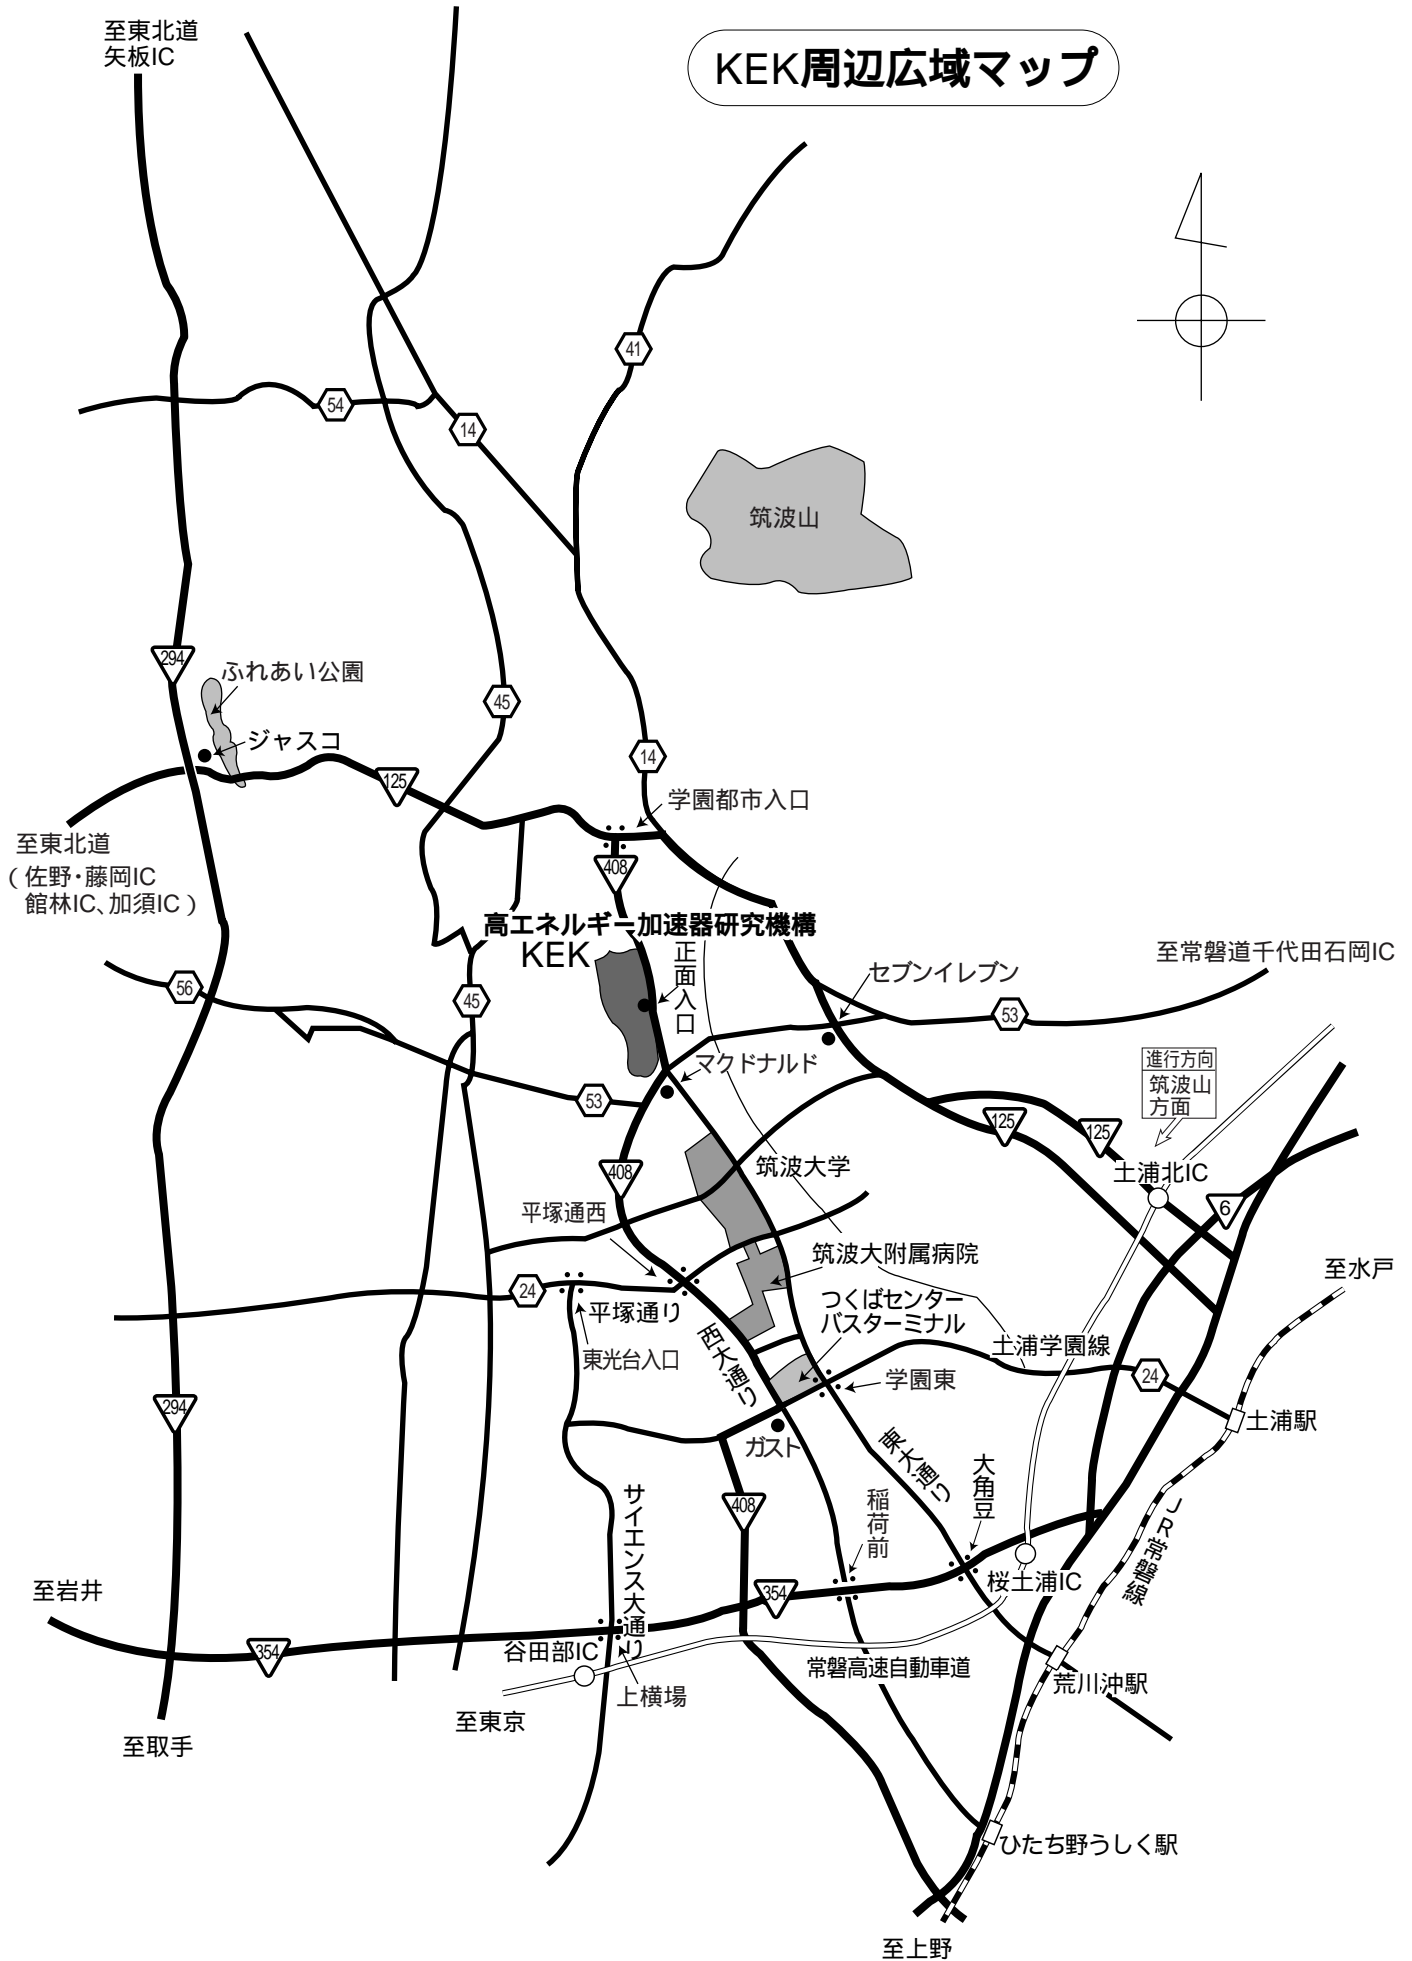 至東北道
矢板IC
KEK周辺広域マップ
41
54
14
筑波山
294
ふれあい公園
45
ジャスコ
14
125
学園都市入口
至東北道
(佐野・藤岡IC
館林IC、加須IC)
408
高エネルギー加速器研究機構
KEK
正面入口
至常磐道千代田石岡IC
セブンイレブン
56
45
53
マクドナルド
進行方向
筑波山
方面
53
125
125
筑波大学
土浦北IC
408
平塚通西
6
筑波大附属病院
至水戸
24
平塚通り
つくばセンター
バスターミナル
土浦学園線
東光台入口
西大通り
学園東
24
294
土浦駅
ガスト
東大通り
大角豆
サイエンス大通り
408
稲荷前
JR常磐線
至岩井
354
桜土浦IC
354
谷田部IC
常磐高速自動車道
荒川沖駅
上横場
至東京
至取手
ひたち野うしく駅
至上野